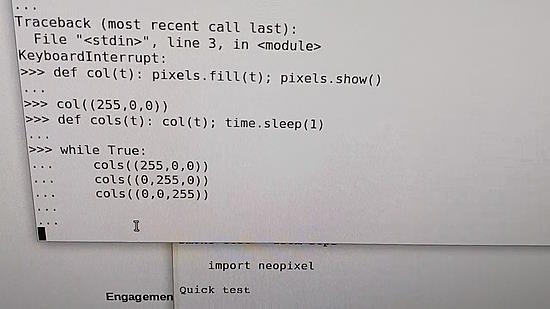 ...
Traceback (most recent call last):
  File "<stdin>", line 3, in <module>
KeyboardInterrupt:
>>> def col(t): pixels.fill(t); pixels.show()
...
>>> col((255,0,0))
>>> def cols(t): col(t); time.sleep(1)
...
>>> while True:
...     cols((255,0,0))
...     cols((0,255,0))
...     cols((0,0,255))
...
...
import neopixel
Quick test